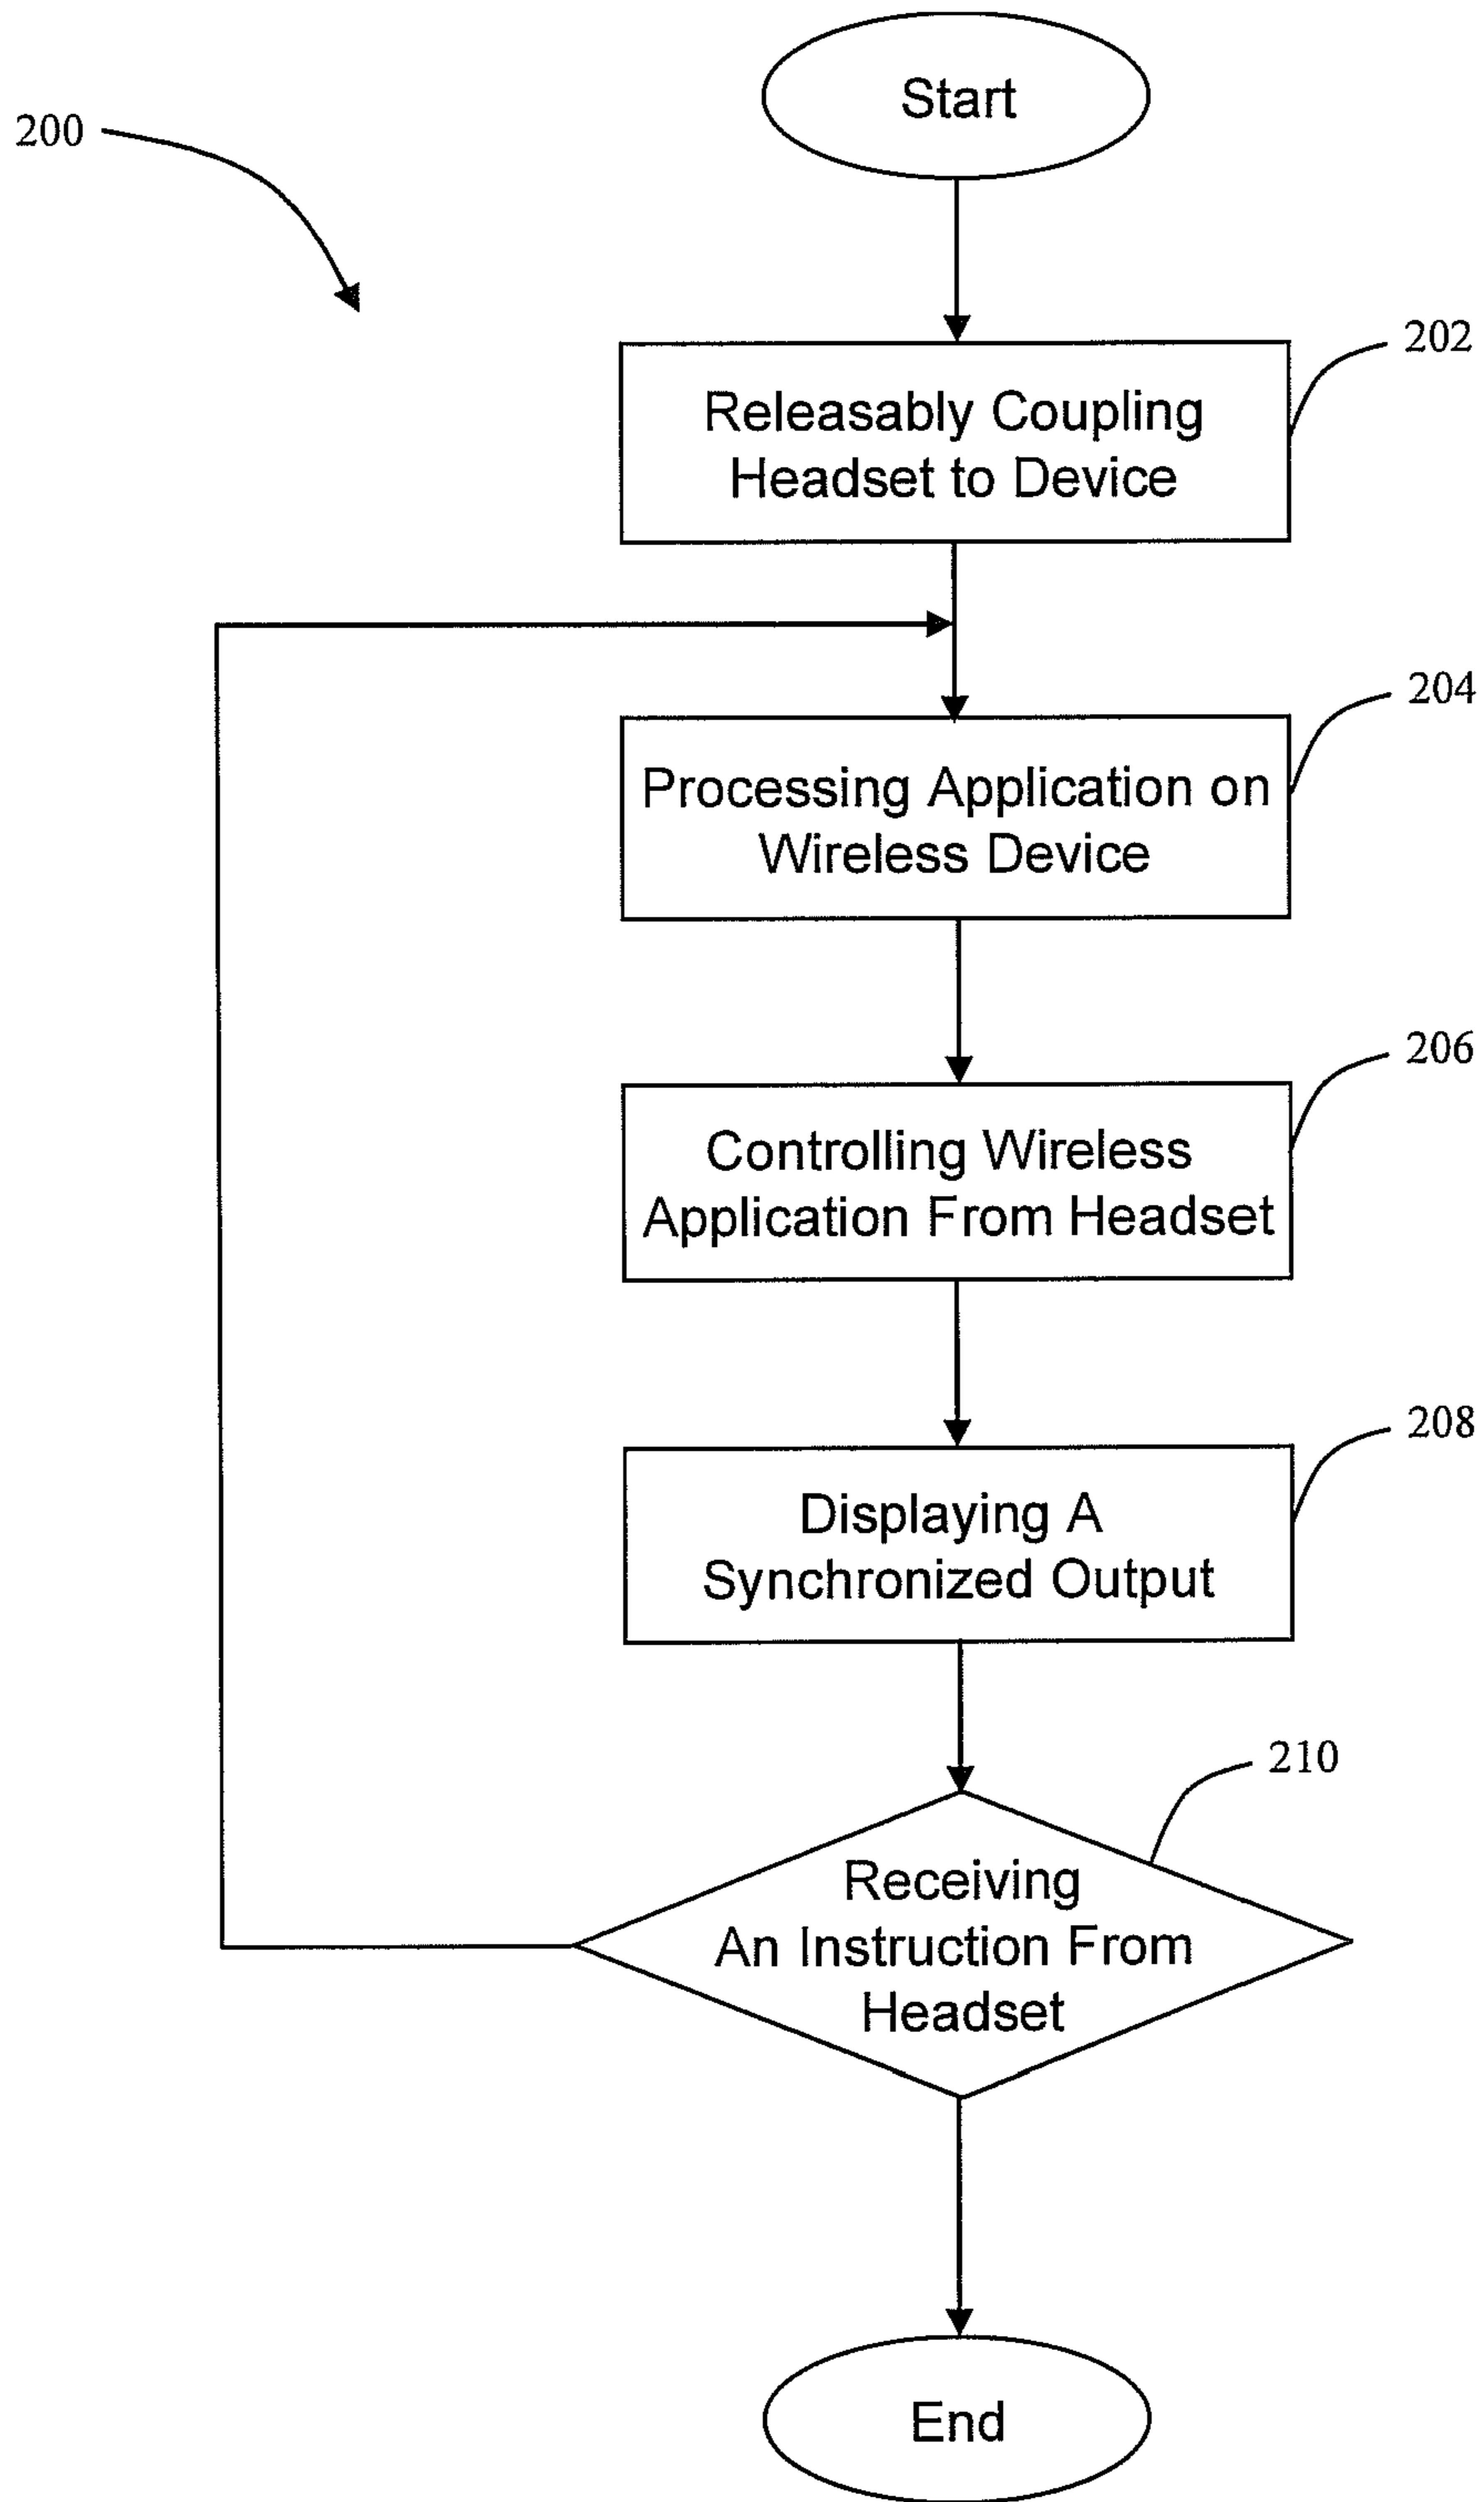 Start
200
202
Releasably Coupling
Headset to Device
204
Processing Application on
Wireless Device
206
Controlling Wireless
Application From Headset
208
Displaying A
Synchronized Output
210
Receiving
An Instruction From
Headset
End